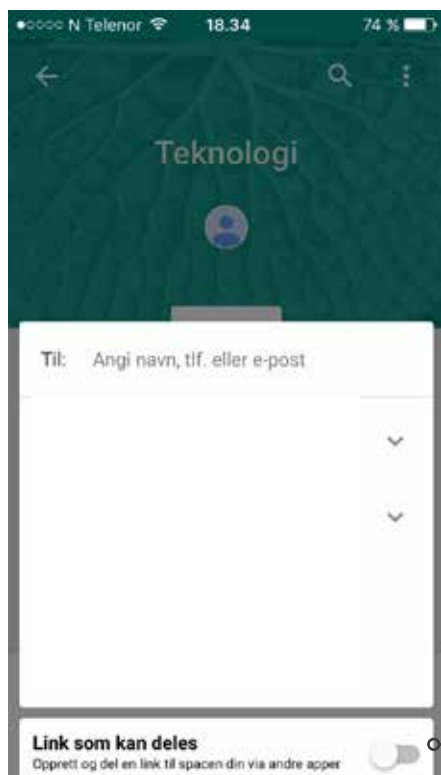 N Telenor 18.34 74 %
Teknologi
Til: Angi navn, tlf. eller e-post
Link som kan deles
Opprett og del en link til spacen din via andre apper